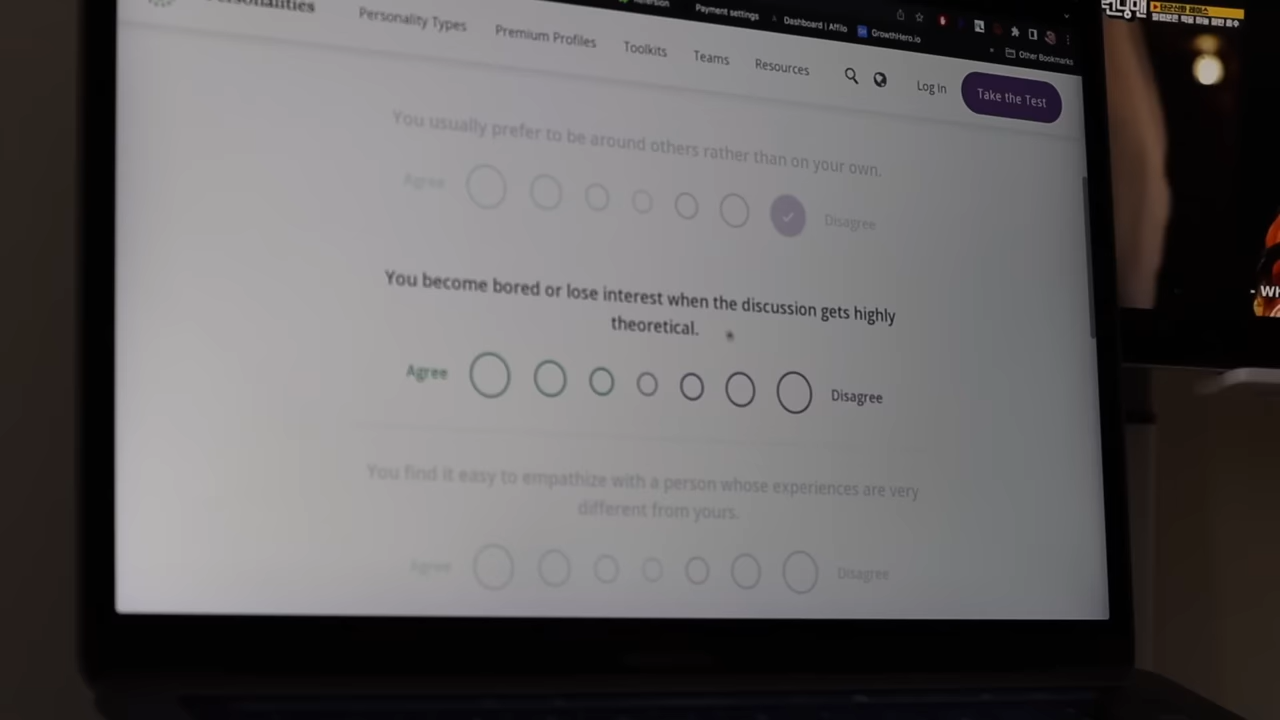 Payment settings
Dashboard | Affilo
GrowthHero.io
Other Bookmarks
Personality Types
Premium Profiles
Toolkits
Teams
Resources
Log In
Take the Test
You usually prefer to be around others rather than on your own.
Agree
Disagree
You become bored or lose interest when the discussion gets highly
theoretical.
Agree
Disagree
You find it easy to empathize with a person whose experiences are very
different from yours.
Agree
Disagree
런닝맨